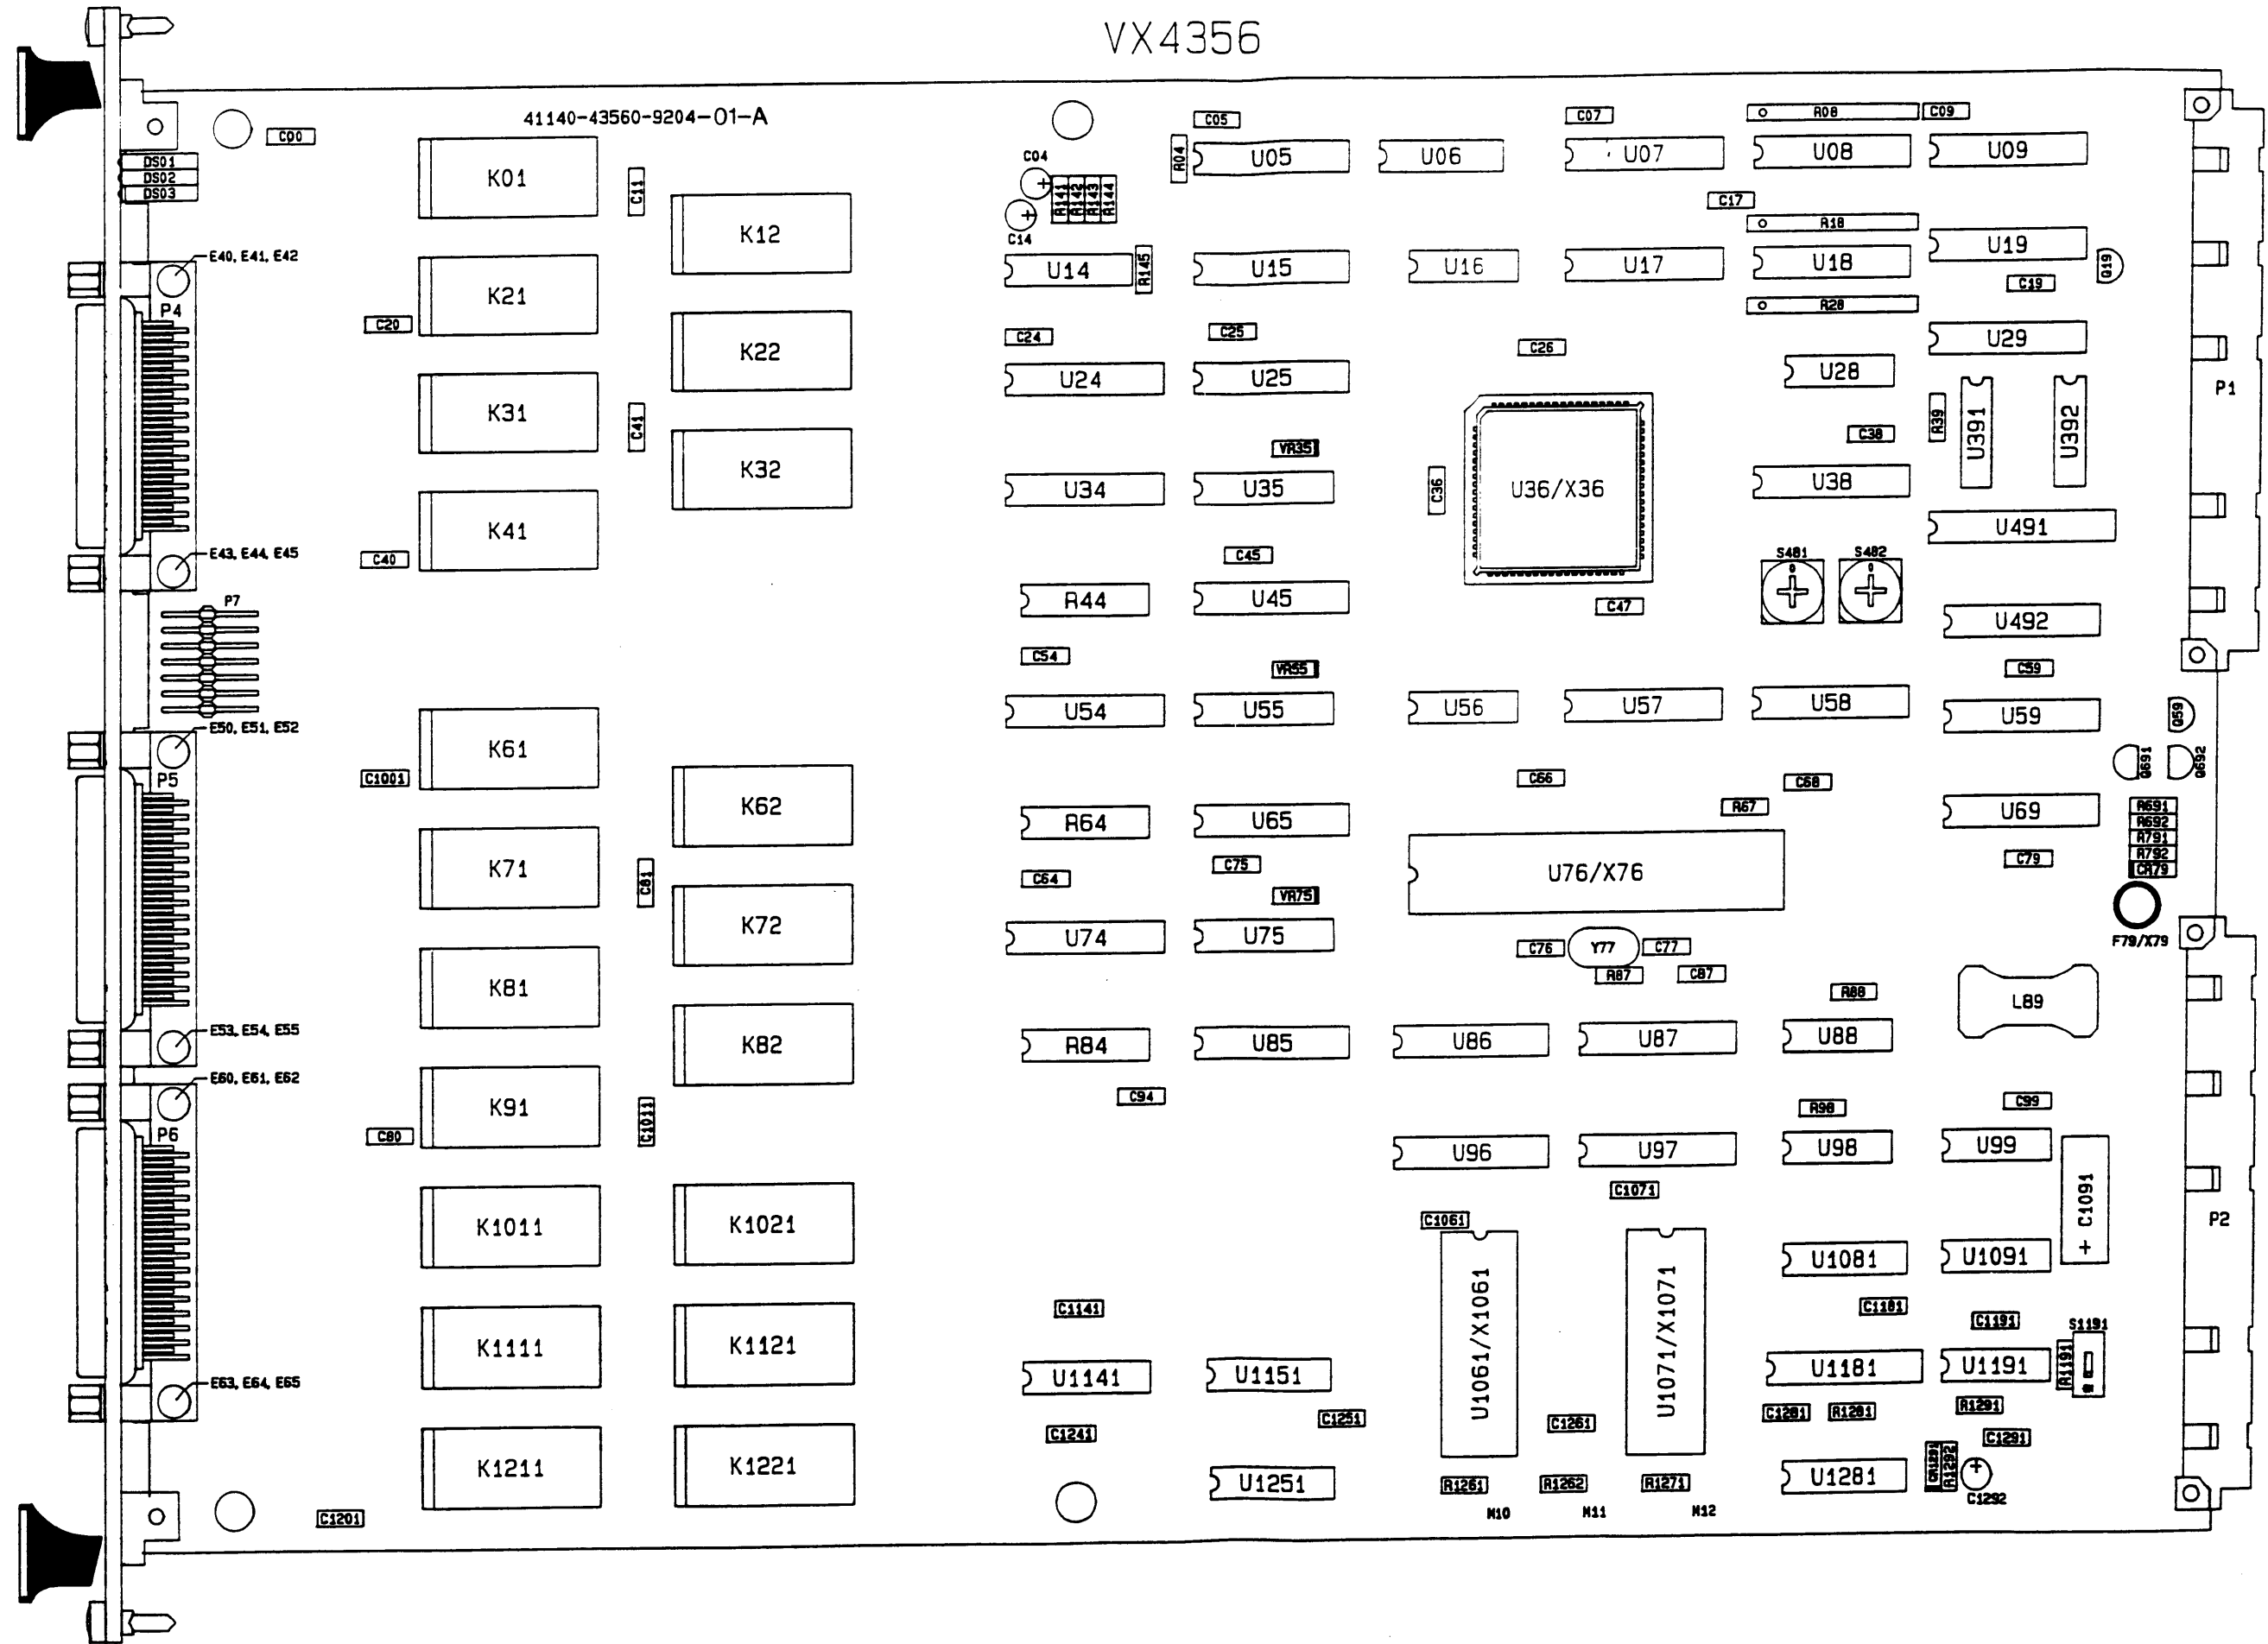 VX4356
41140-43560-9204-01-A
C00
DS01
DS02
DS03
K01
C11
K12
C04
R141
R142
R143
R144
C14
R04
C05
U05
U06
C07
U07
R08
U08
C09
U09
C17
R18
E40, E41, E42
P4
K21
C20
K22
U14
R145
U15
U16
U17
U18
U19
C19
Q19
R28
C24
C25
C26
U29
U24
U25
U28
P1
K31
C41
K32
VR35
C38
R39
U391
U392
U34
U35
C36
U36/X36
U38
K41
C40
U491
E43, E44, E45
C45
S481
S482
0
0
P7
R44
U45
C47
U492
C54
VR55
C59
U54
U55
U56
U57
U58
U59
Q59
E50, E51, E52
P5
K61
C1001
K62
C66
C68
Q691
Q692
R67
R64
U65
U69
R691
R692
R791
R792
CR79
K71
C81
C64
C75
VR75
U76/X76
C79
F79/X79
K72
U74
U75
C76
Y77
C77
R87
C87
K81
R88
L89
E53, E54, E55
K82
R84
U85
U86
U87
U88
E60, E61, E62
P6
K91
C80
C1011
C94
R98
C99
U96
U97
U98
U99
C1071
C1091
+
K1011
K1021
C1061
P2
U1061/X1061
U1071/X1071
U1081
U1091
C1141
C1181
C1191
S1191
K1111
K1121
U1141
U1151
U1181
U1191
R1191
E63, E64, E65
C1241
C1251
C1261
C1281
R1281
R1291
C1291
K1211
K1221
U1251
R1261
R1262
R1271
U1281
CR1291
R1292
C1292
C1201
M10
M11
M12